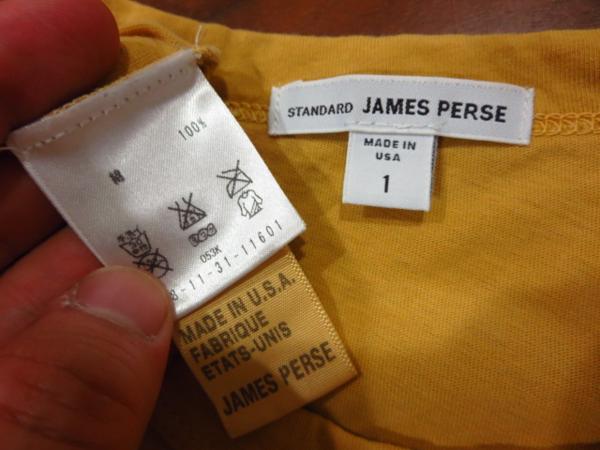 STANDARD JAMES PERSE
MADE IN
USA
1
綿
100%
053K
8-11-31-11601
MADE IN U.S.A.
FABRIQUE
ETATS-UNIS
JAMES PERSE